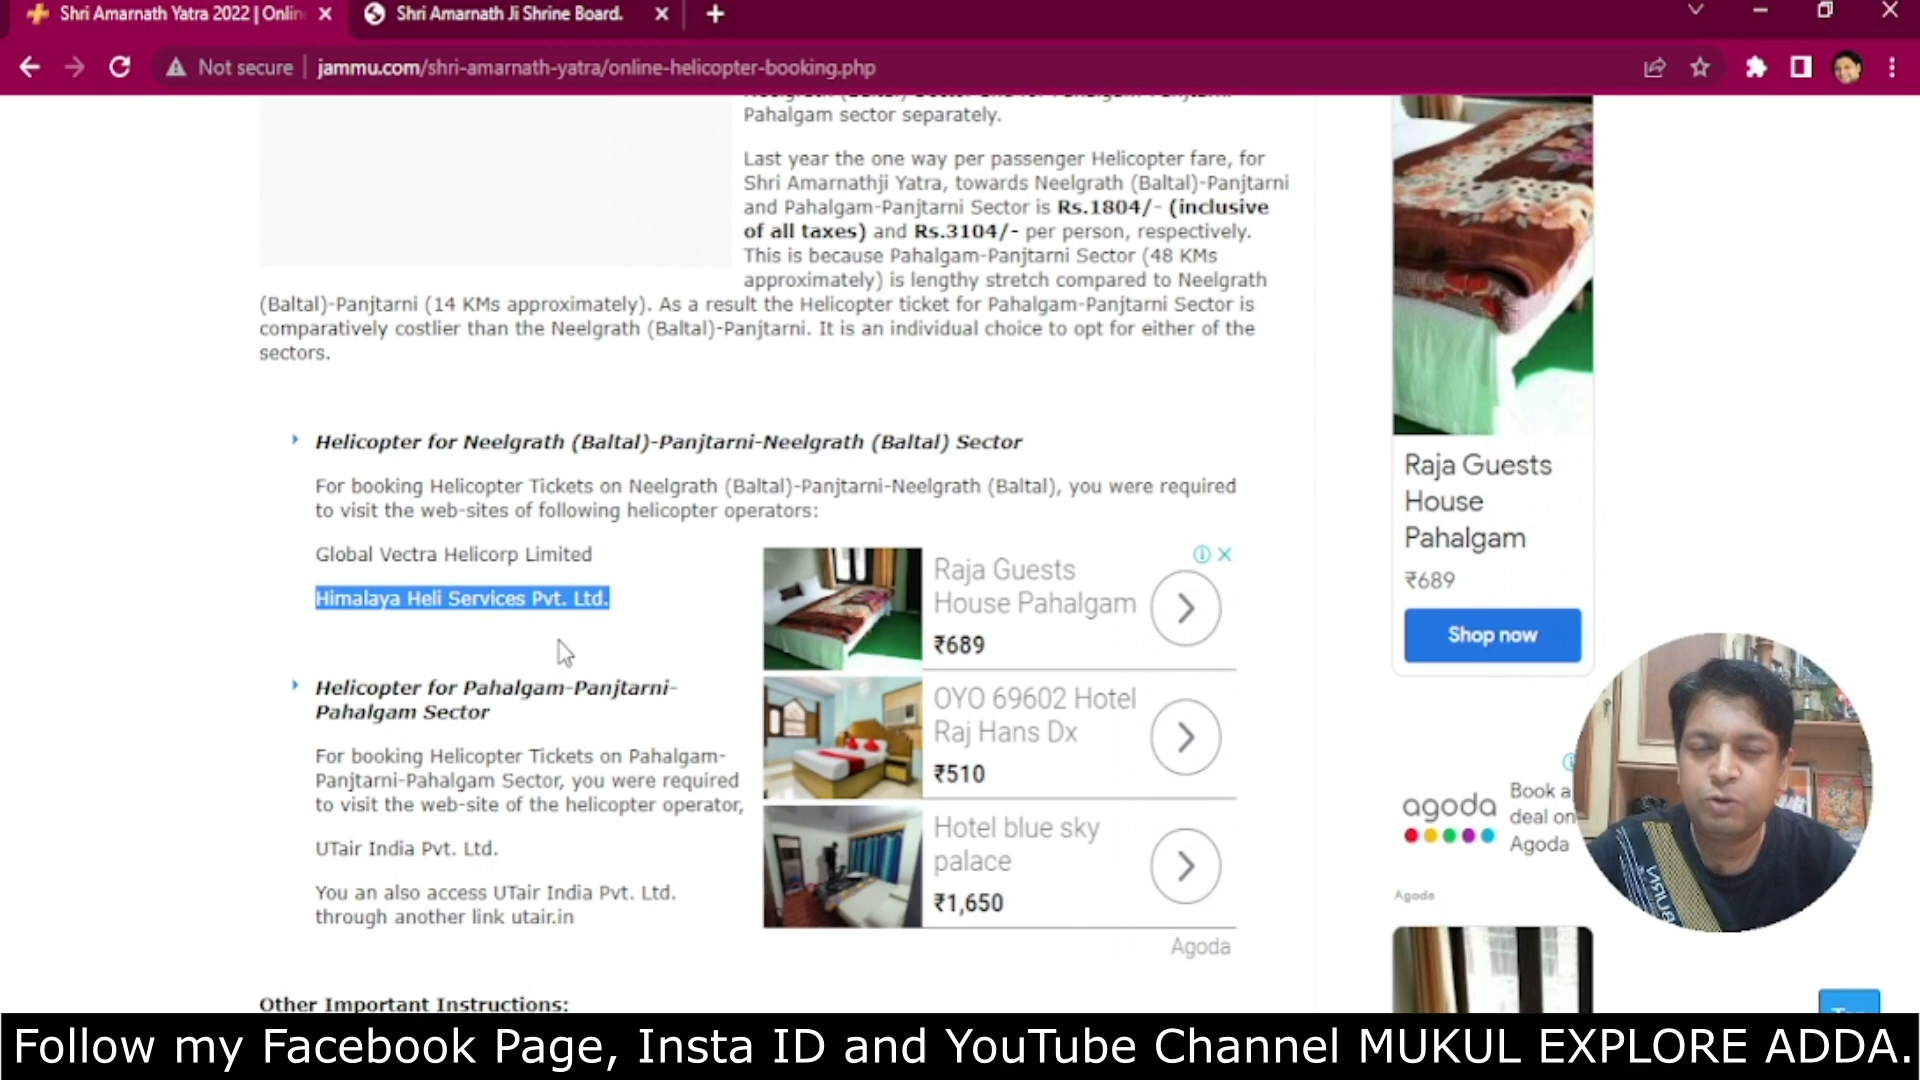 Shri Amarnath Yatra 2022 | Onlin
Shri Amarnath Ji Shrine Board.
Not secure
jammu.com/shri-amarnath-yatra/online-helicopter-booking.php
Pahalgam sector separately.
Last year the one way per passenger Helicopter fare, for
Shri Amarnathji Yatra, towards Neelgrath (Baltal)-Panjtarni
and Pahalgam-Panjtarni Sector is Rs.1804/- (inclusive
of all taxes) and Rs.3104/- per person, respectively.
This is because Pahalgam-Panjtarni Sector (48 KMs
approximately) is lengthy stretch compared to Neelgrath
(Baltal)-Panjtarni (14 KMs approximately). As a result the Helicopter ticket for Pahalgam-Panjtarni Sector is
comparatively costlier than the Neelgrath (Baltal)-Panjtarni. It is an individual choice to opt for either of the
sectors.
Helicopter for Neelgrath (Baltal)-Panjtarni-Neelgrath (Baltal) Sector
For booking Helicopter Tickets on Neelgrath (Baltal)-Panjtarni-Neelgrath (Baltal), you were required
to visit the web-sites of following helicopter operators:
Global Vectra Helicorp Limited
Himalaya Heli Services Pvt. Ltd.
Helicopter for Pahalgam-Panjtarni-
Pahalgam Sector
For booking Helicopter Tickets on Pahalgam-
Panjtarni-Pahalgam Sector, you were required
to visit the web-site of the helicopter operator,
UTair India Pvt. Ltd.
You an also access UTair India Pvt. Ltd.
through another link utair.in
Other Important Instructions:
Raja Guests
House Pahalgam
₹689
OYO 69602 Hotel
Raj Hans Dx
₹510
Hotel blue sky
palace
₹1,650
Agoda
Raja Guests
House
Pahalgam
₹689
Shop now
agoda
Book a
deal on
Agoda
Agoda
Follow my Facebook Page, Insta ID and YouTube Channel MUKUL EXPLORE ADDA.